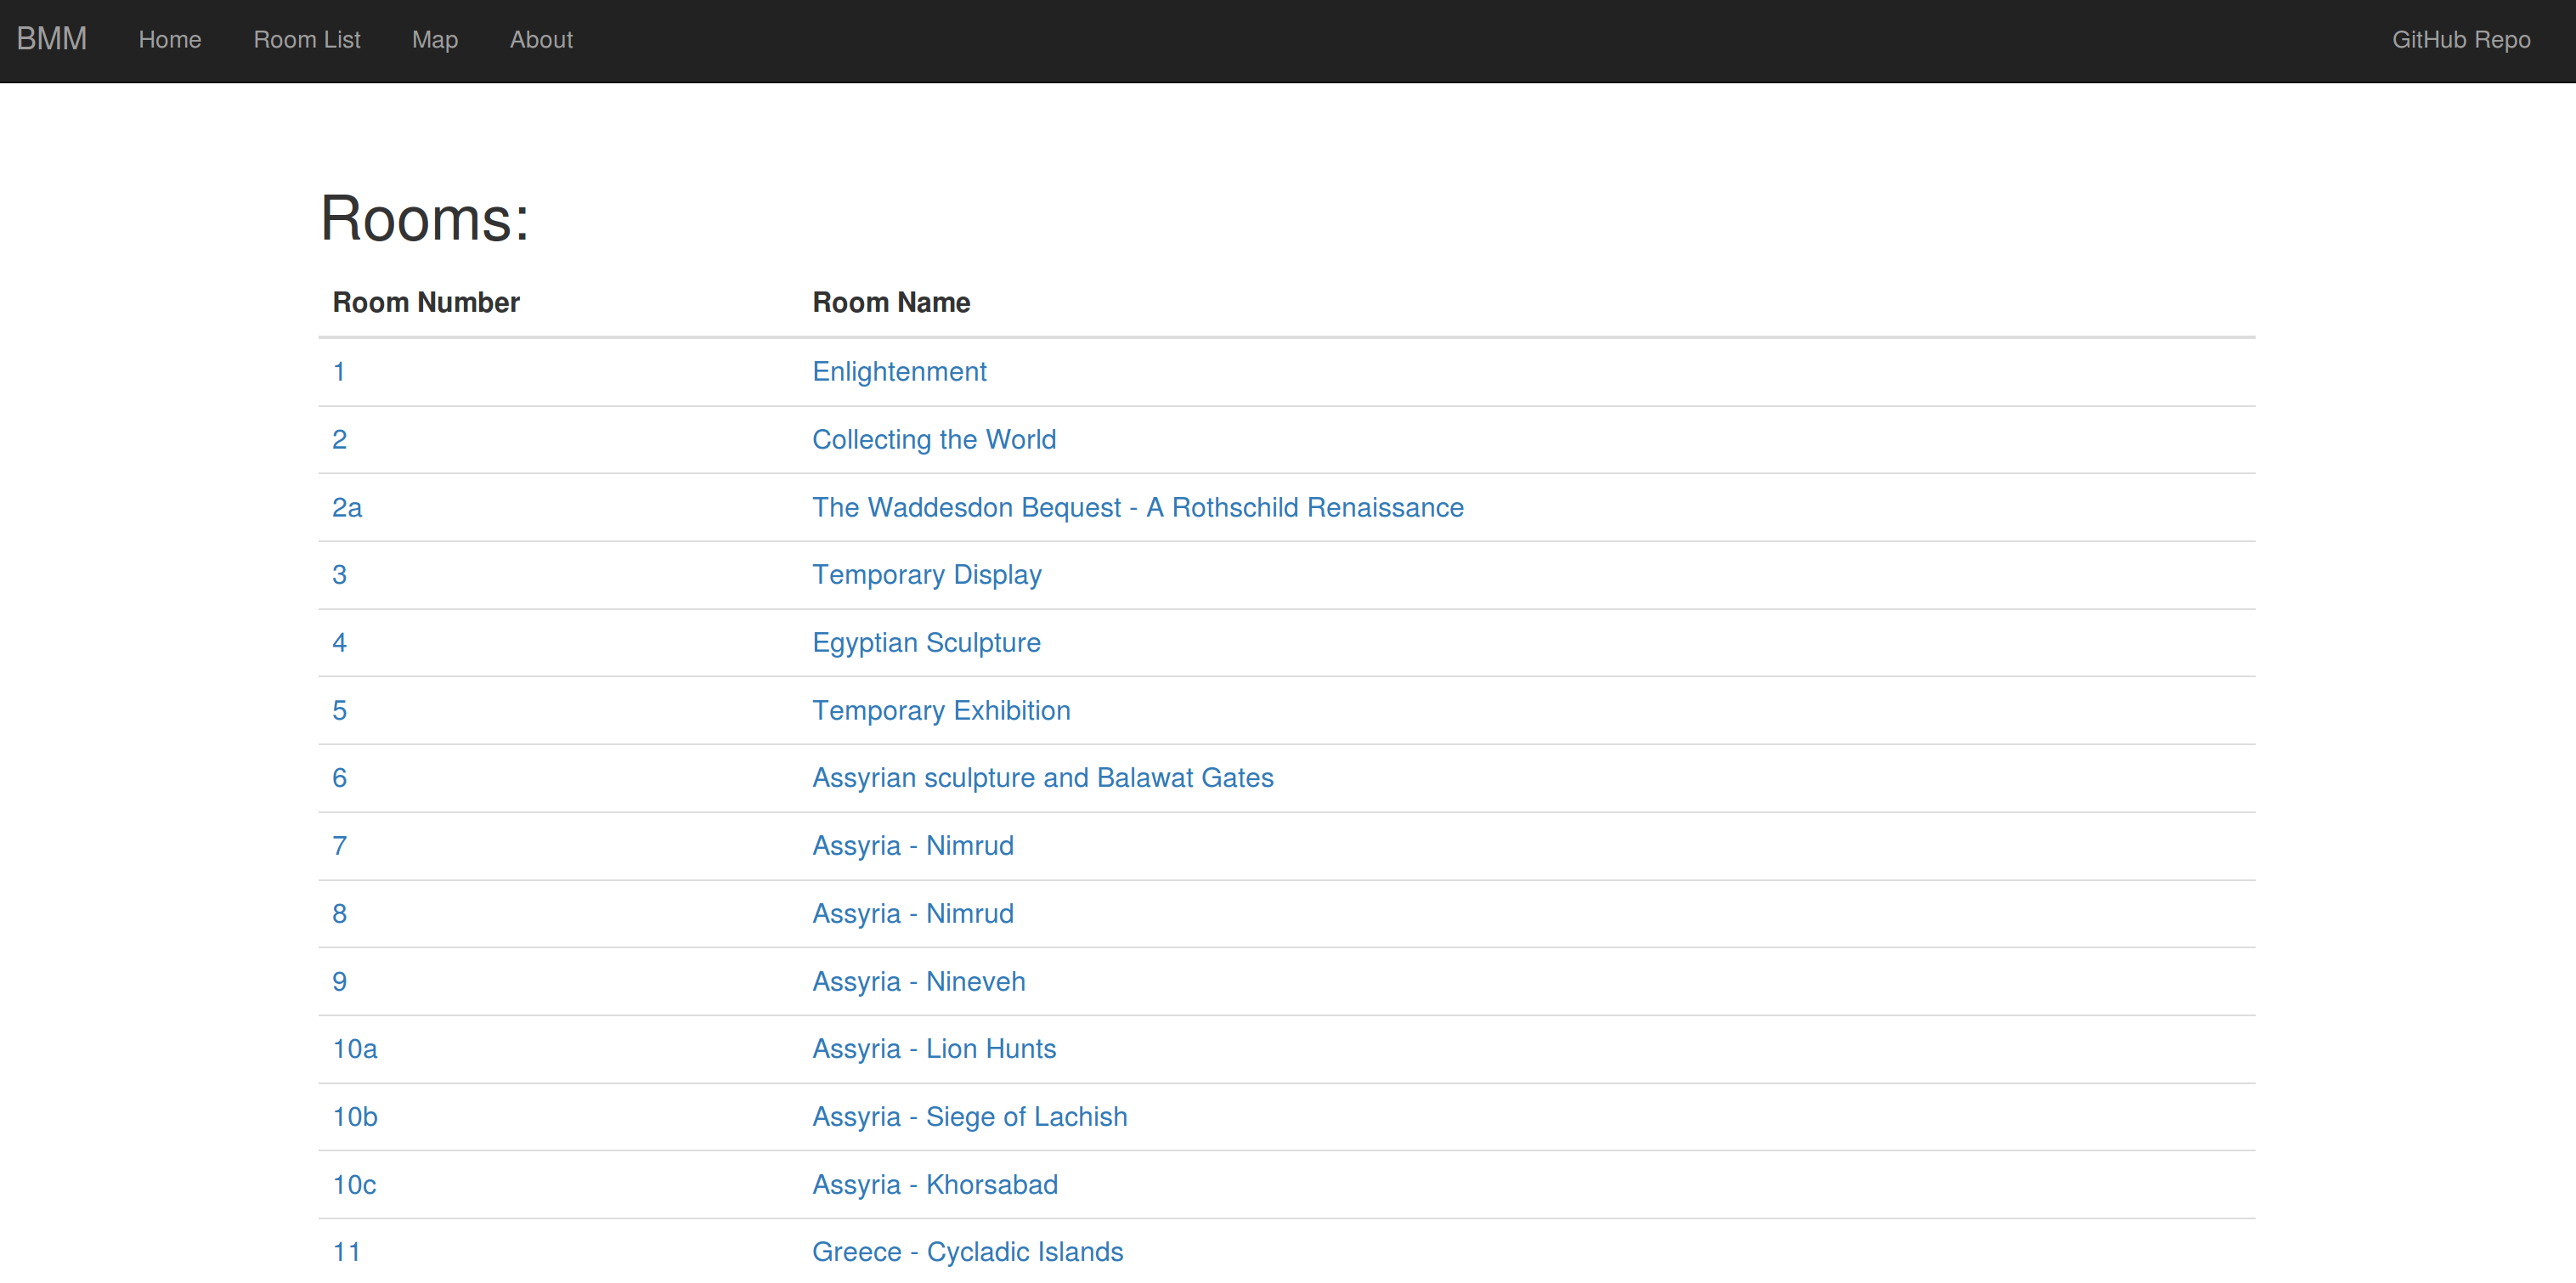 BMM Home Room List Map About GitHub Repo
Rooms:
Room Number Room Name
1 Enlightenment
2 Collecting the World
2a The Waddesdon Bequest - A Rothschild Renaissance
3 Temporary Display
4 Egyptian Sculpture
5 Temporary Exhibition
6 Assyrian sculpture and Balawat Gates
7 Assyria - Nimrud
8 Assyria - Nimrud
9 Assyria - Nineveh
10a Assyria - Lion Hunts
10b Assyria - Siege of Lachish
10c Assyria - Khorsabad
11 Greece - Cycladic Islands